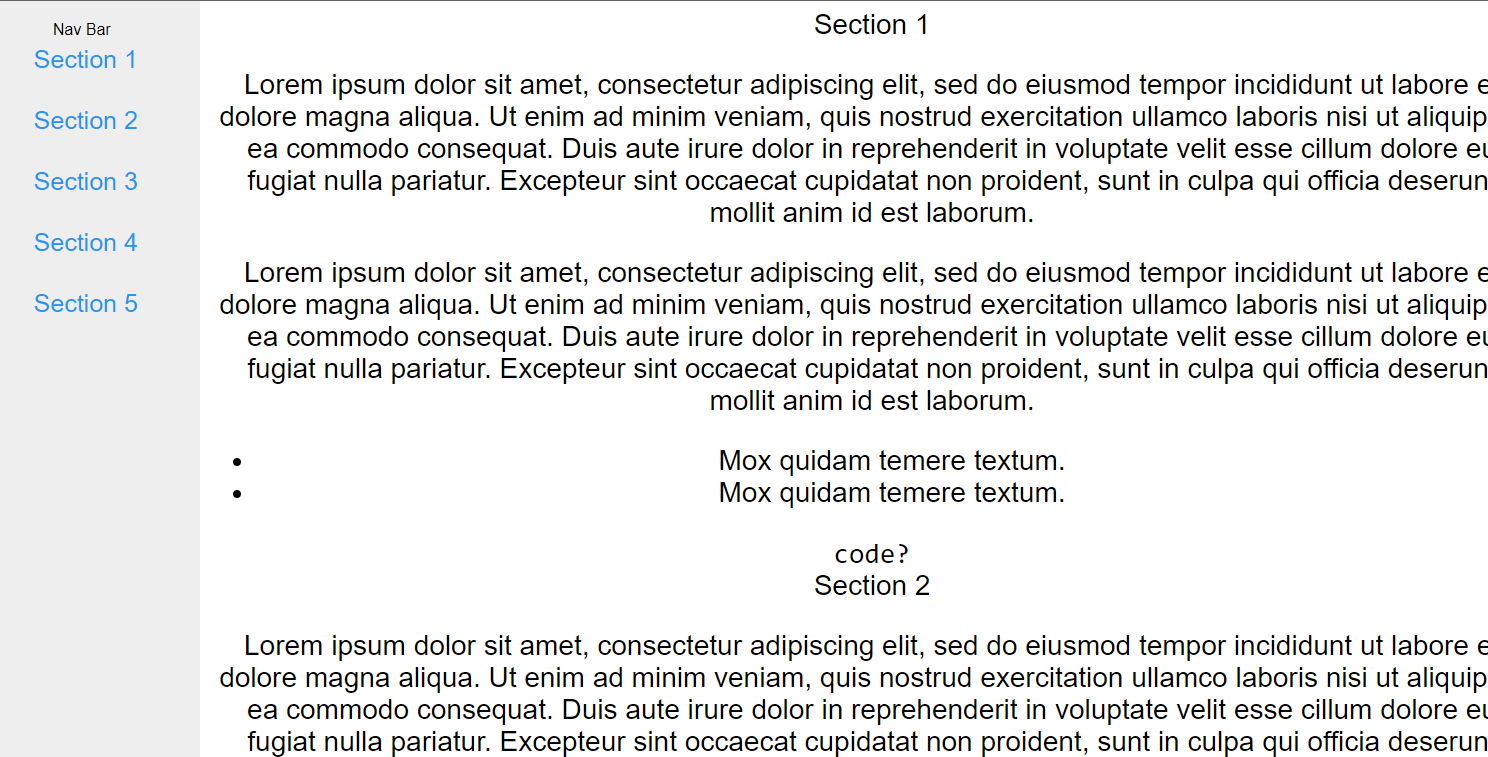 Nav Bar
Section 1
Section 2
Section 3
Section 4
Section 5
Section 1
Lorem ipsum dolor sit amet, consectetur adipiscing elit, sed do eiusmod tempor incididunt ut labore e
dolore magna aliqua. Ut enim ad minim veniam, quis nostrud exercitation ullamco laboris nisi ut aliquip
ea commodo consequat. Duis aute irure dolor in reprehenderit in voluptate velit esse cillum dolore eu
fugiat nulla pariatur. Excepteur sint occaecat cupidatat non proident, sunt in culpa qui officia deserun
mollit anim id est laborum.
Lorem ipsum dolor sit amet, consectetur adipiscing elit, sed do eiusmod tempor incididunt ut labore e
dolore magna aliqua. Ut enim ad minim veniam, quis nostrud exercitation ullamco laboris nisi ut aliquip
ea commodo consequat. Duis aute irure dolor in reprehenderit in voluptate velit esse cillum dolore eu
fugiat nulla pariatur. Excepteur sint occaecat cupidatat non proident, sunt in culpa qui officia deserun
mollit anim id est laborum.
• Mox quidam temere textum.
• Mox quidam temere textum.
code?
Section 2
Lorem ipsum dolor sit amet, consectetur adipiscing elit, sed do eiusmod tempor incididunt ut labore e
dolore magna aliqua. Ut enim ad minim veniam, quis nostrud exercitation ullamco laboris nisi ut aliquip
ea commodo consequat. Duis aute irure dolor in reprehenderit in voluptate velit esse cillum dolore eu
fugiat nulla pariatur. Excepteur sint occaecat cupidatat non proident, sunt in culpa qui officia deserun